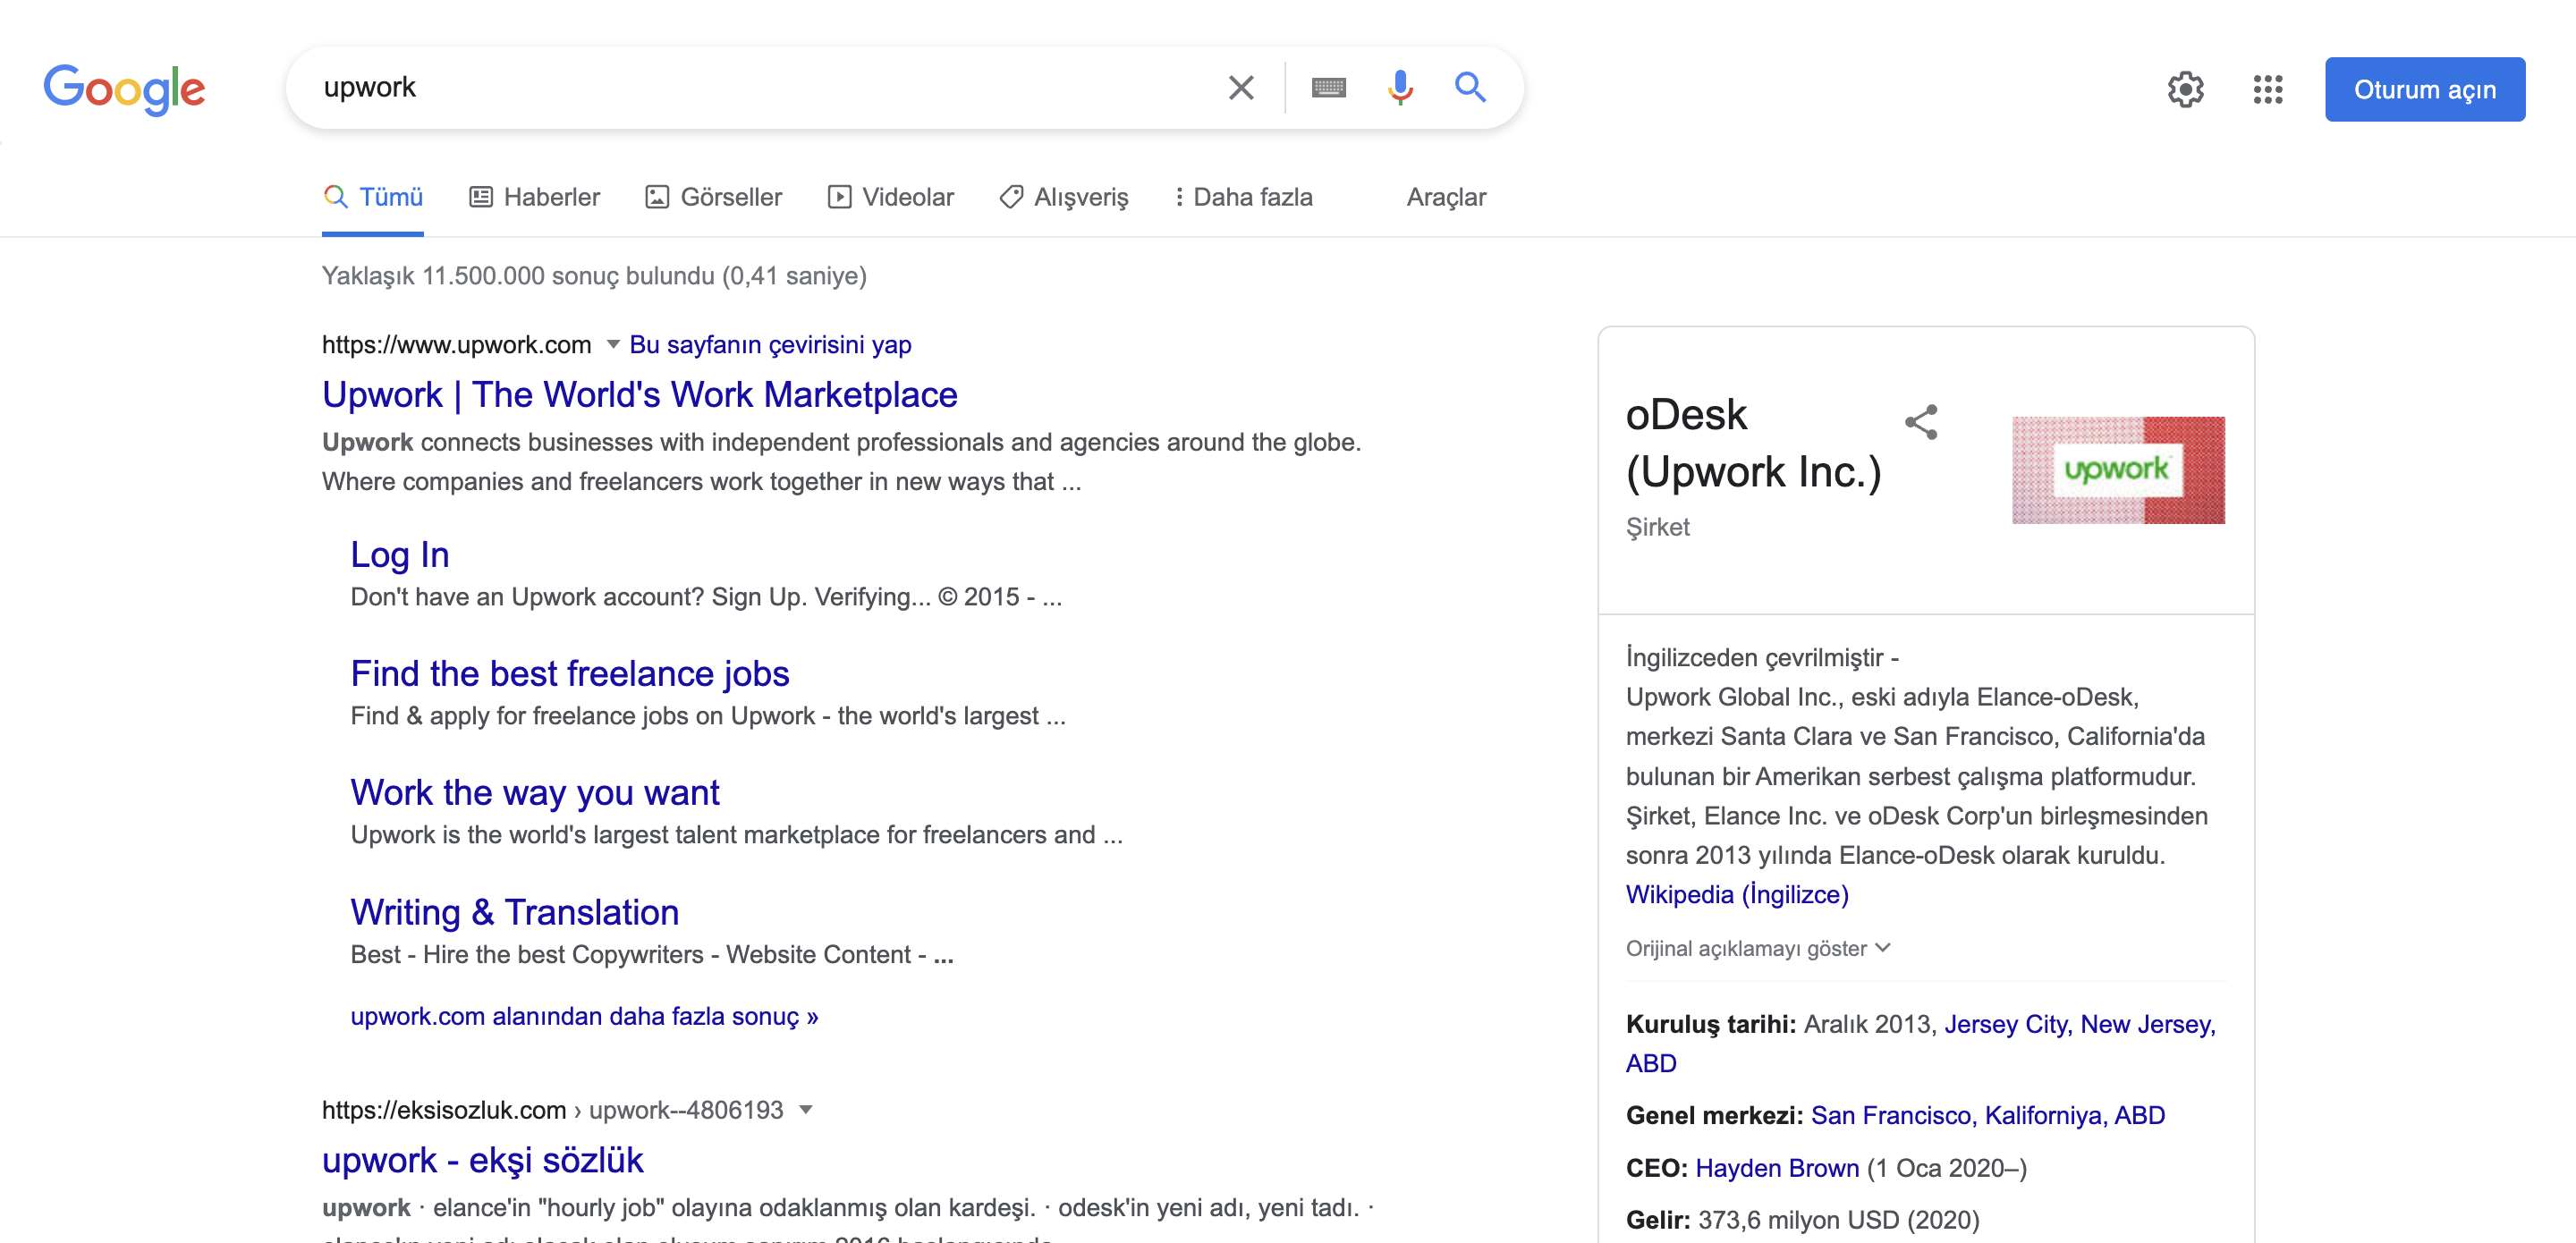 Google
upwork
Oturum açın
Tümü
Haberler
Görseller
Videolar
Alışveriş
Daha fazla
Araçlar
Yaklaşık 11.500.000 sonuç bulundu (0,41 saniye)
https://www.upwork.com Bu sayfanın çevirisini yap
Upwork | The World's Work Marketplace
Upwork connects businesses with independent professionals and agencies around the globe.
Where companies and freelancers work together in new ways that ...
Log In
Don't have an Upwork account? Sign Up. Verifying... © 2015 - ...
Find the best freelance jobs
Find & apply for freelance jobs on Upwork - the world's largest ...
Work the way you want
Upwork is the world's largest talent marketplace for freelancers and ...
Writing & Translation
Best - Hire the best Copywriters - Website Content - ...
upwork.com alanından daha fazla sonuç »
https://eksisozluk.com › upwork--4806193
upwork - ekşi sözlük
upwork · elance'in "hourly job" olayına odaklanmış olan kardeşi. · odesk'in yeni adı, yeni tadı. ·
oDesk
(Upwork Inc.)
Şirket
upwork
İngilizceden çevrilmiştir -
Upwork Global Inc., eski adıyla Elance-oDesk,
merkezi Santa Clara ve San Francisco, California'da
bulunan bir Amerikan serbest çalışma platformudur.
Şirket, Elance Inc. ve oDesk Corp'un birleşmesinden
sonra 2013 yılında Elance-oDesk olarak kuruldu.
Wikipedia (İngilizce)
Orijinal açıklamayı göster
Kuruluş tarihi: Aralık 2013, Jersey City, New Jersey,
ABD
Genel merkezi: San Francisco, Kaliforniya, ABD
CEO: Hayden Brown (1 Oca 2020–)
Gelir: 373,6 milyon USD (2020)